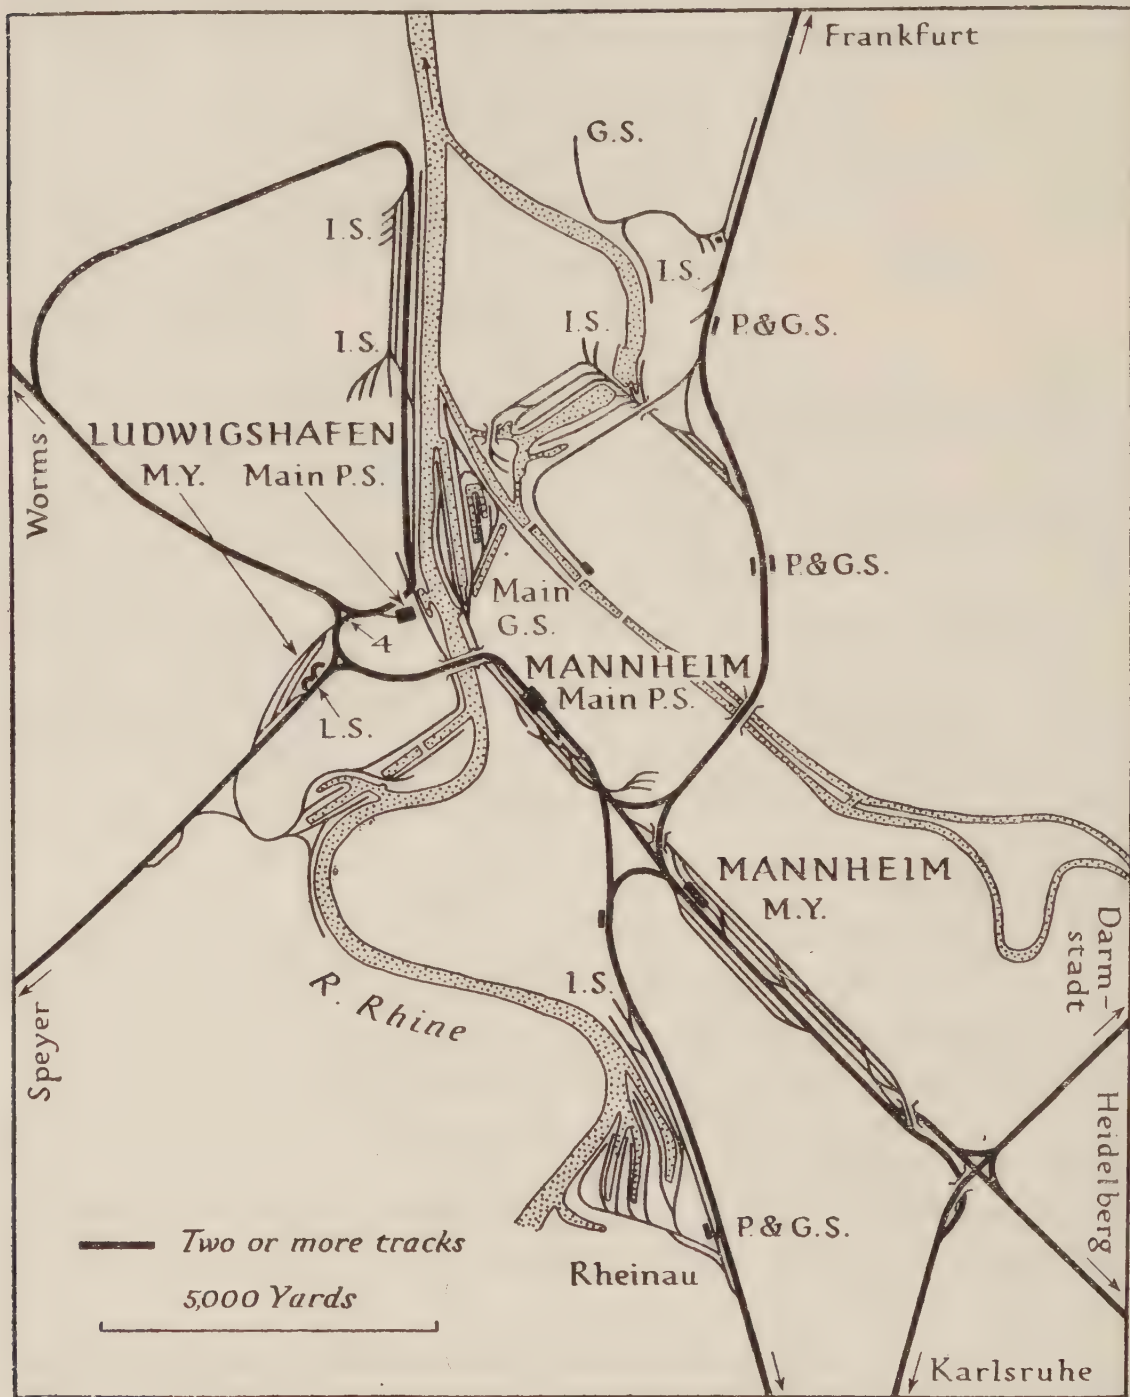 Frankfurt
G.S.
I.S.
I.S.
I.S.
P.&G.S.
I.S.
LUDWIGSHAFEN
M.Y. Main P.S.
Worms
P.&G.S.
Main
G.S.
4
MANNHEIM
Main P.S.
L.S.
MANNHEIM
M.Y.
Darm-
stadt
I.S.
R. Rhine
Speyer
Heidelberg
P.&G.S.
Two or more tracks
Rheinau
5,000 Yards
Karlsruhe